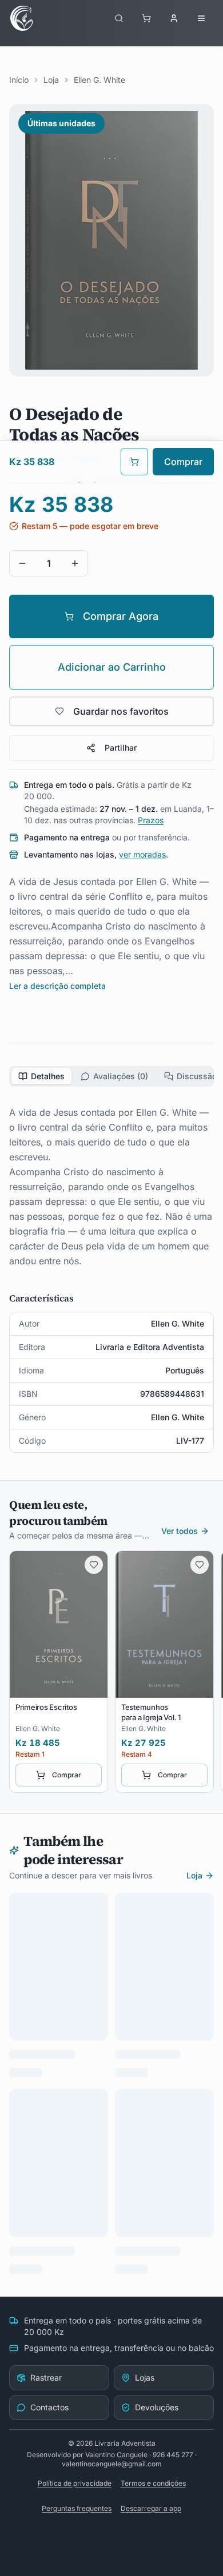 Início > Loja > Ellen G. White
Últimas unidades
DN
O DESEJADO
DE TODAS AS NAÇÕES
ELLEN G. WHITE
O Desejado de
Todas as Nações
Kz 35 838
Comprar
Kz 35 838
Restam 5 — pode esgotar em breve
1
Comprar Agora
Adicionar ao Carrinho
Guardar nos favoritos
Partilhar
Entrega em todo o país. Grátis a partir de Kz
20 000.
Chegada estimada: 27 nov. – 1 dez. em Luanda, 1–
10 dez. nas outras províncias. Prazos
Pagamento na entrega ou por transferência.
Levantamento nas lojas, ver moradas.
A vida de Jesus contada por Ellen G. White —
o livro central da série Conflito e, para
muitos leitores, o mais querido de tudo o que ela
escreveu.Acompanha Cristo do nascimento à
ressurreição, parando onde os Evangelhos
passam depressa: o que Ele sentiu, o que viu
nas pessoas,...
Ler a descrição completa
Detalhes
Avaliações (0)
Discussão
A vida de Jesus contada por Ellen G. White —
o livro central da série Conflito e, para muitos
leitores, o mais querido de tudo o que ela
escreveu.
Acompanha Cristo do nascimento à
ressurreição, parando onde os Evangelhos
passam depressa: o que Ele sentiu, o que viu
nas pessoas, porque fez o que fez. Não é uma
biografia fria — é uma leitura que explica o
carácter de Deus pela vida de um homem que
andou entre nós.
Características
Autor Ellen G. White
Editora Livraria e Editora Adventista
Idioma Português
ISBN 9786589448631
Género Ellen G. White
Código LIV-177
Quem leu este,
procurou também
A começar pelos da mesma área —...
Ver todos →
PE
PRIMEIROS
ESCRITOS
ELLEN G. WHITE
TI
TESTEMUNHOS
PARA A IGREJA 1
ELLEN G. WHITE
Primeiros Escritos
Ellen G. White
Kz 18 485
Restam 1
Comprar
Testemunhos
para a Igreja Vol. 1
Ellen G. White
Kz 27 925
Restam 4
Comprar
Também lhe
pode interessar
Continue a descer para ver mais livros
Loja →
Entrega em todo o país · portes grátis acima de
20 000 Kz
Pagamento na entrega, transferência ou no balcão
Rastrear
Lojas
Contactos
Devoluções
© 2026 Livraria Adventista
Desenvolvido por Valentino Canguele · 926 445 277 ·
valentinocanguele@gmail.com
Política de privacidade
Termos e condições
Perguntas frequentes
Descarregar a app